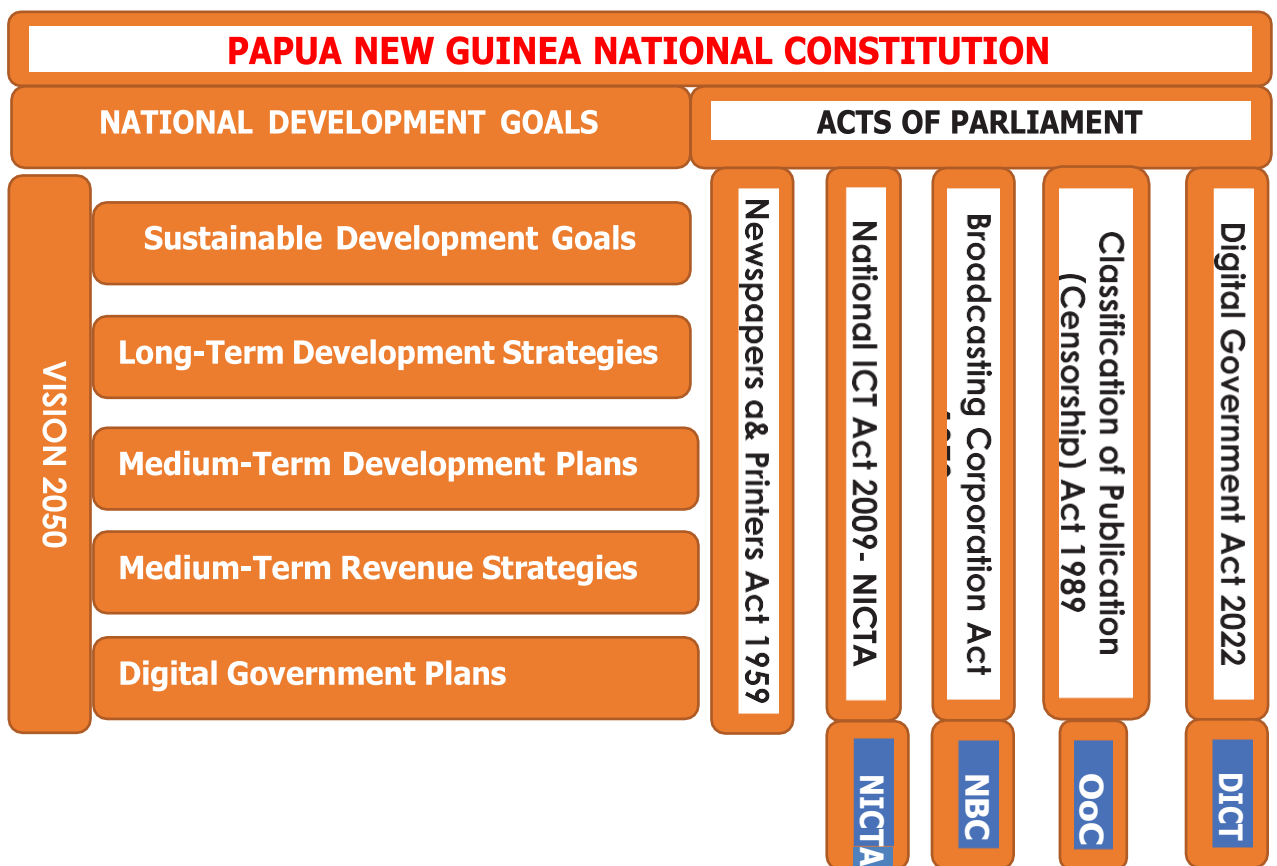 PAPUA NEW GUINEA NATIONAL CONSTITUTION
NATIONAL DEVELOPMENT GOALS
ACTS OF PARLIAMENT
VISION 2050
Sustainable Development Goals
Long-Term Development Strategies
Medium-Term Development Plans
Medium-Term Revenue Strategies
Digital Government Plans
Newspapers a& Printers Act 1959
National ICT Act 2009- NICTA
Broadcasting Corporation Act
Classification of Publication
(Censorship) Act 1989
Digital Government Act 2022
NICTA
NBC
OoC
DICT